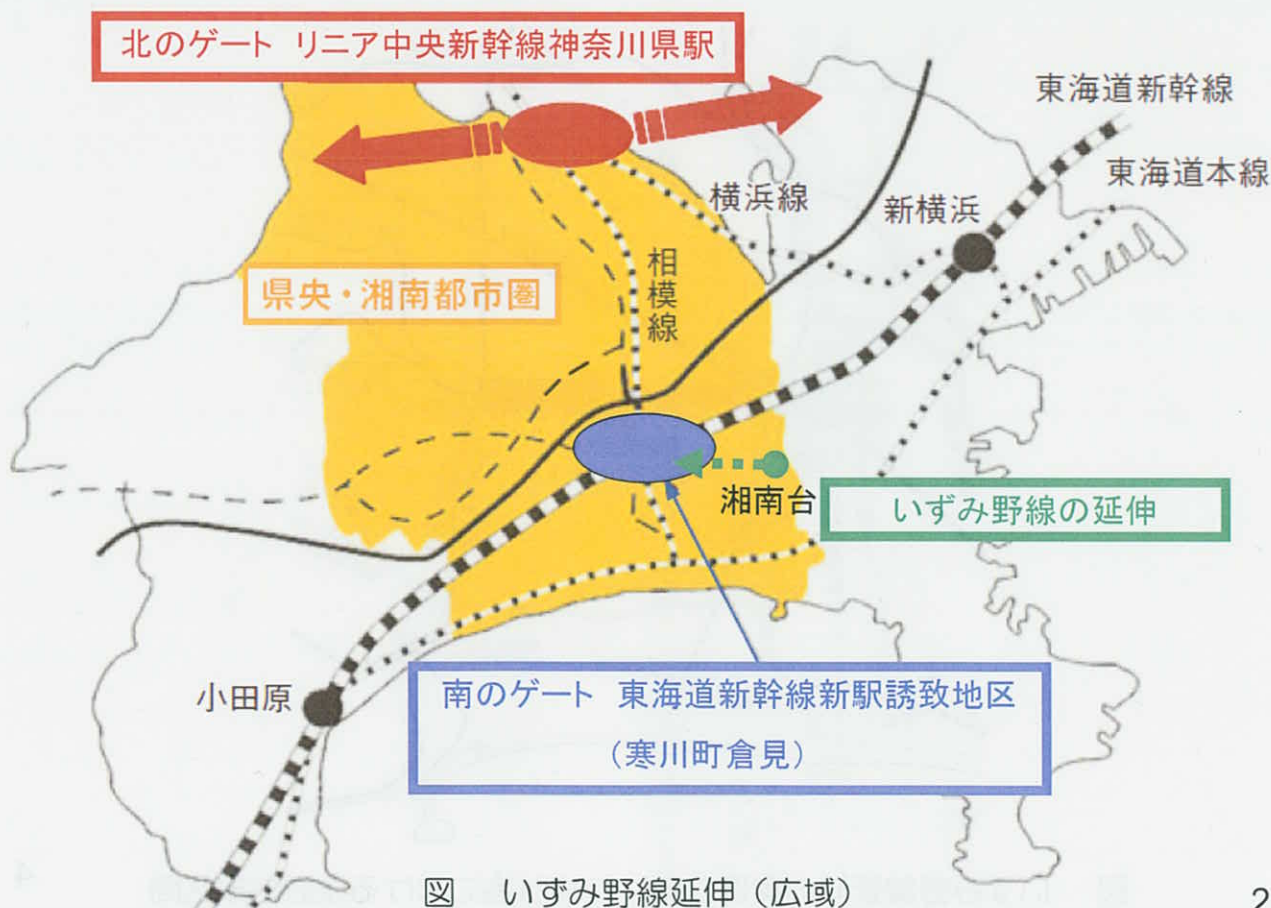 北のゲート リニア中央新幹線神奈川県駅
東海道新幹線
東海道本線
横浜線
新横浜
相模線
県央・湘南都市圏
湘南台
いずみ野線の延伸
小田原
南のゲート 東海道新幹線新駅誘致地区
(寒川町倉見)
図 いずみ野線延伸(広域)
2